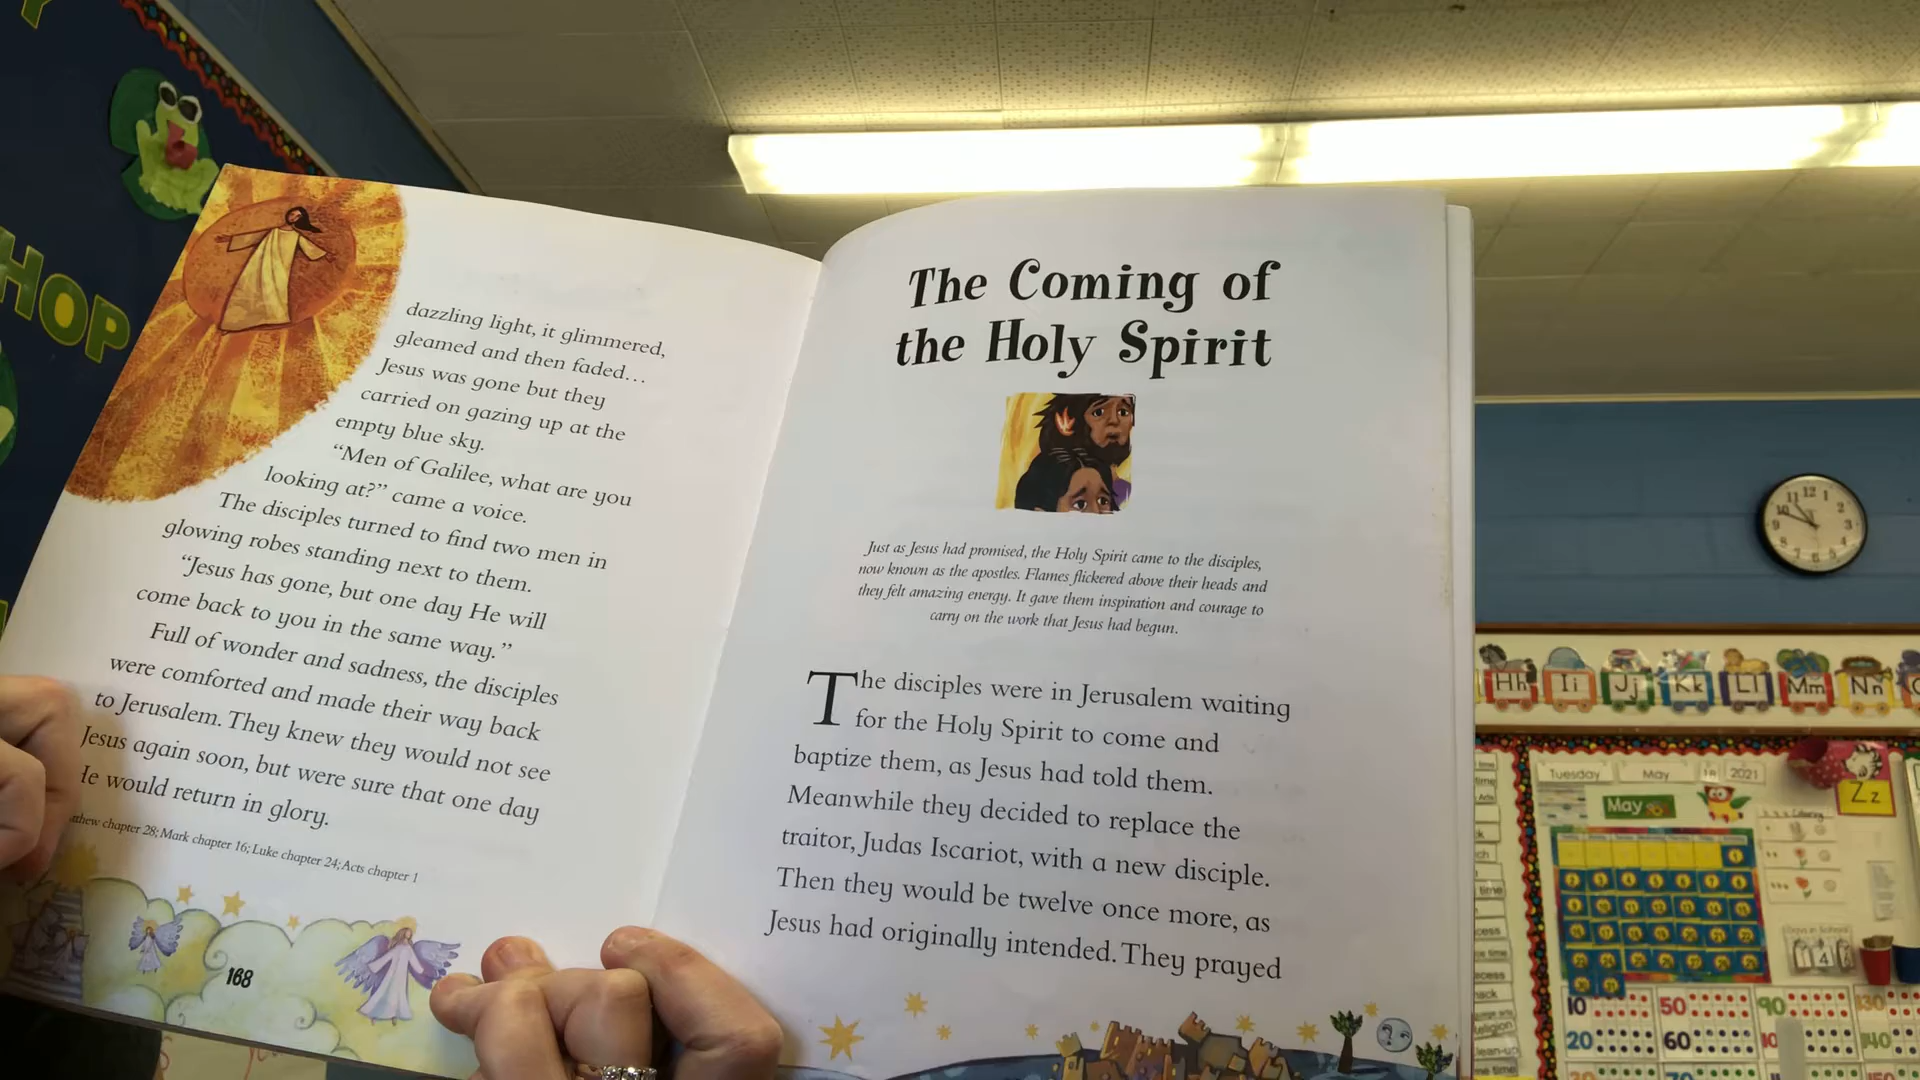 HOP
dazzling light, it glimmered,
gleamed and then faded...
Jesus was gone but they
carried on gazing up at the
empty blue sky.
“Men of Galilee, what are you
looking at?” came a voice.
The disciples turned to find two men in
glowing robes standing next to them.
“Jesus has gone, but one day He will
come back to you in the same way.”
Full of wonder and sadness, the disciples
were comforted and made their way back
to Jerusalem. They knew they would not see
Jesus again soon, but were sure that one day
He would return in glory.
chapter 28; Mark chapter 16; Luke chapter 24; Acts chapter 1
168
The Coming of
the Holy Spirit
Just as Jesus had promised, the Holy Spirit came to the disciples,
now known as the apostles. Flames flickered above their heads and
they felt amazing energy. It gave them inspiration and courage to
carry on the work that Jesus had begun.
The disciples were in Jerusalem waiting
for the Holy Spirit to come and
baptize them, as Jesus had told them.
Meanwhile they decided to replace the
traitor, Judas Iscariot, with a new disciple.
Then they would be twelve once more, as
Jesus had originally intended. They prayed
Hh Ii Jj Kk Ll Mm Nn
Tuesday May 18 2021
May
Zz
10 50 90 130
20 60 140